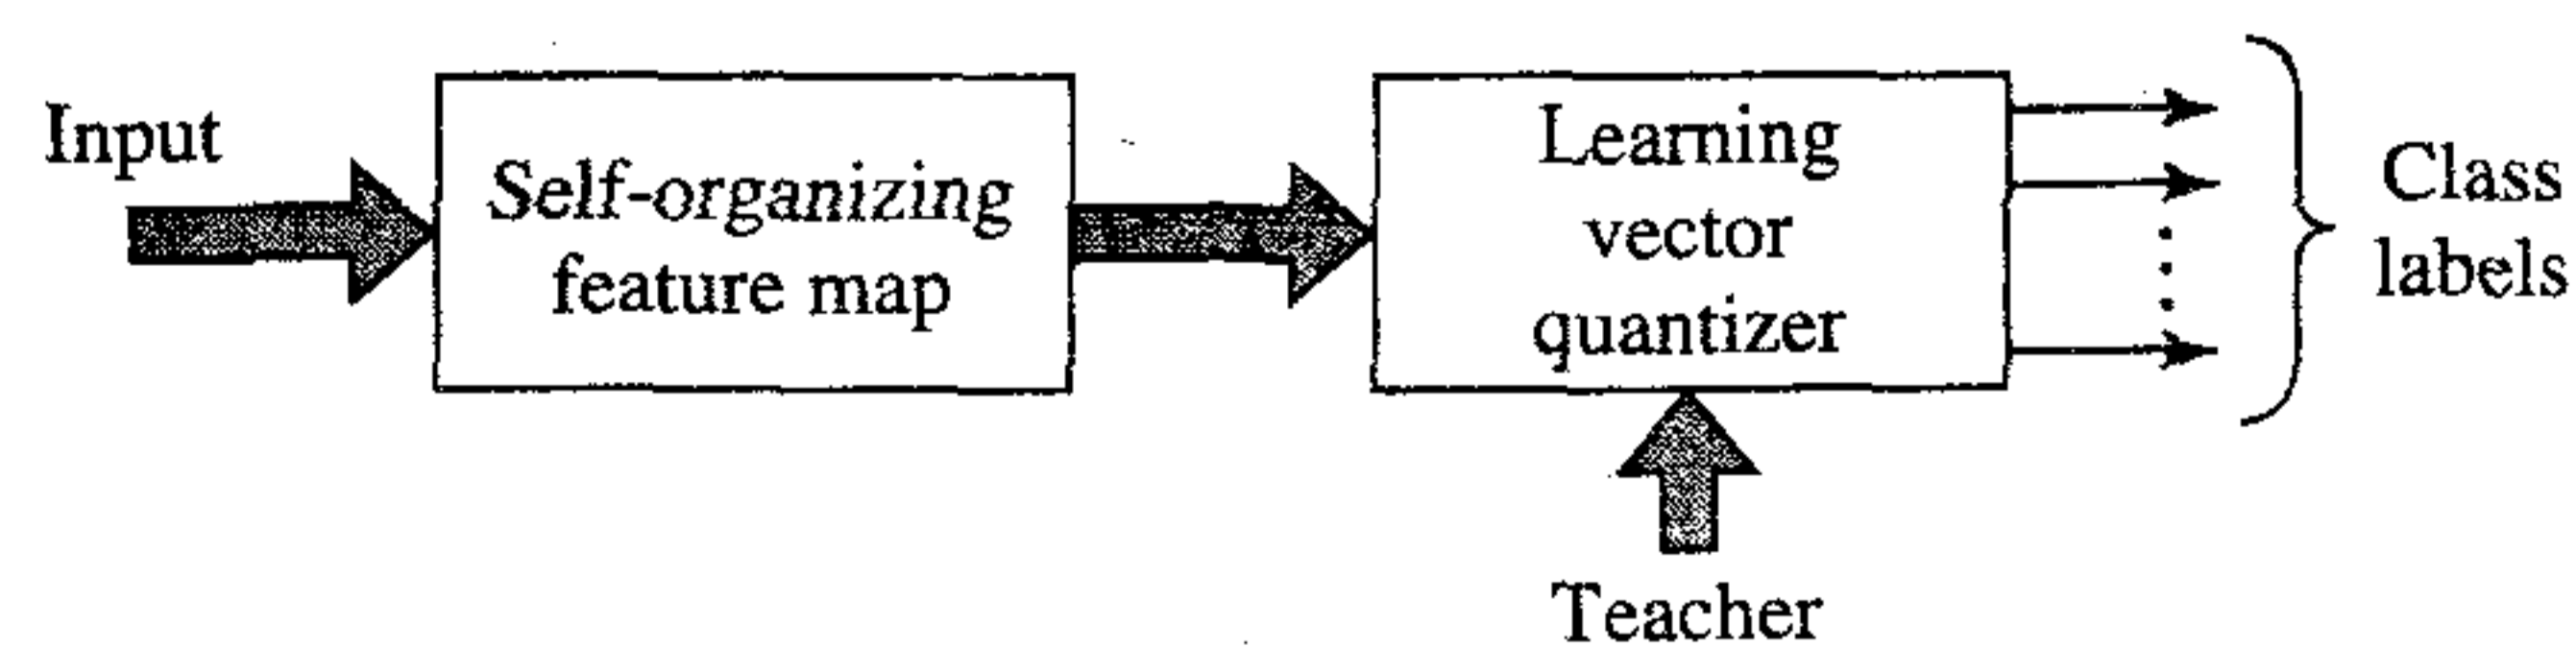 Input
Self-organizing
feature map
Learning
vector
quantizer
Class
labels
Teacher